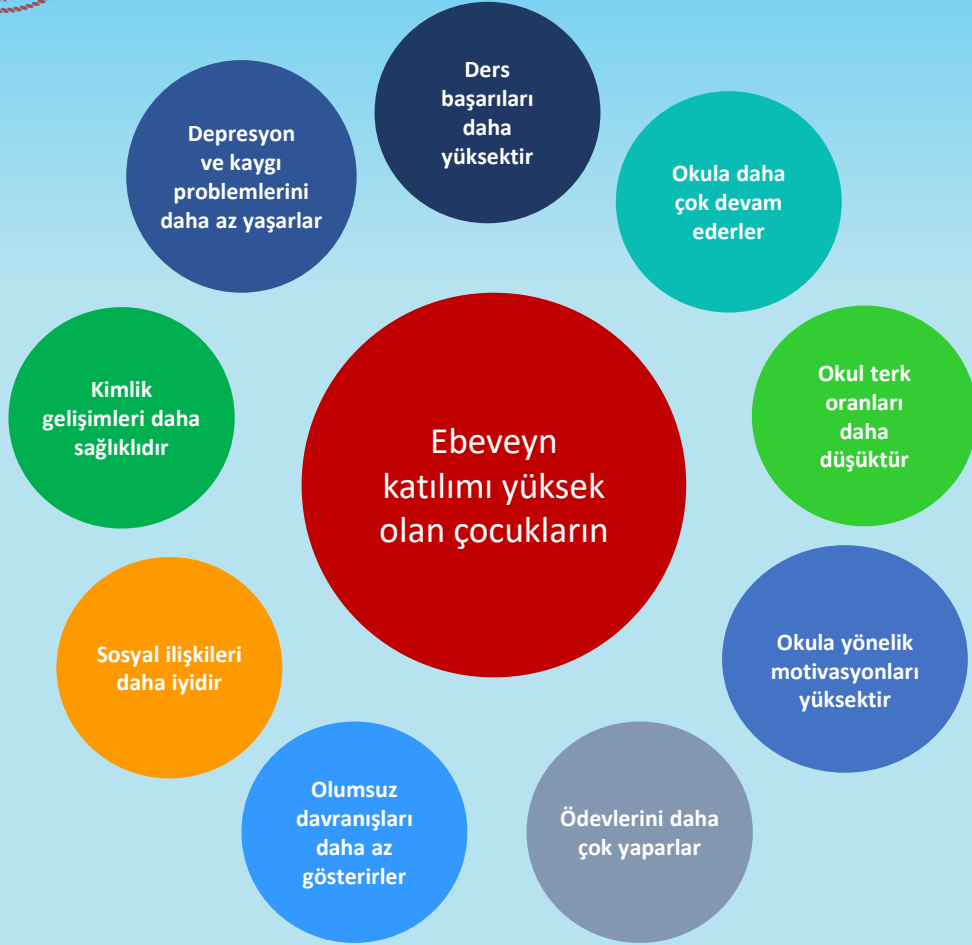 Ders
başarıları
daha
yüksektir
Okula daha
çok devam
ederler
Okul terk
oranları
daha
düşüktür
Okula yönelik
motivasyonları
yüksektir
Ödevlerini daha
çok yaparlar
Olumsuz
davranışları
daha az
gösterirler
Sosyal ilişkileri
daha iyidir
Kimlik
gelişimleri daha
sağlıklıdır
Depresyon
ve kaygı
problemlerini
daha az yaşarlar
Ebeveyn
katılımı yüksek
olan çocukların